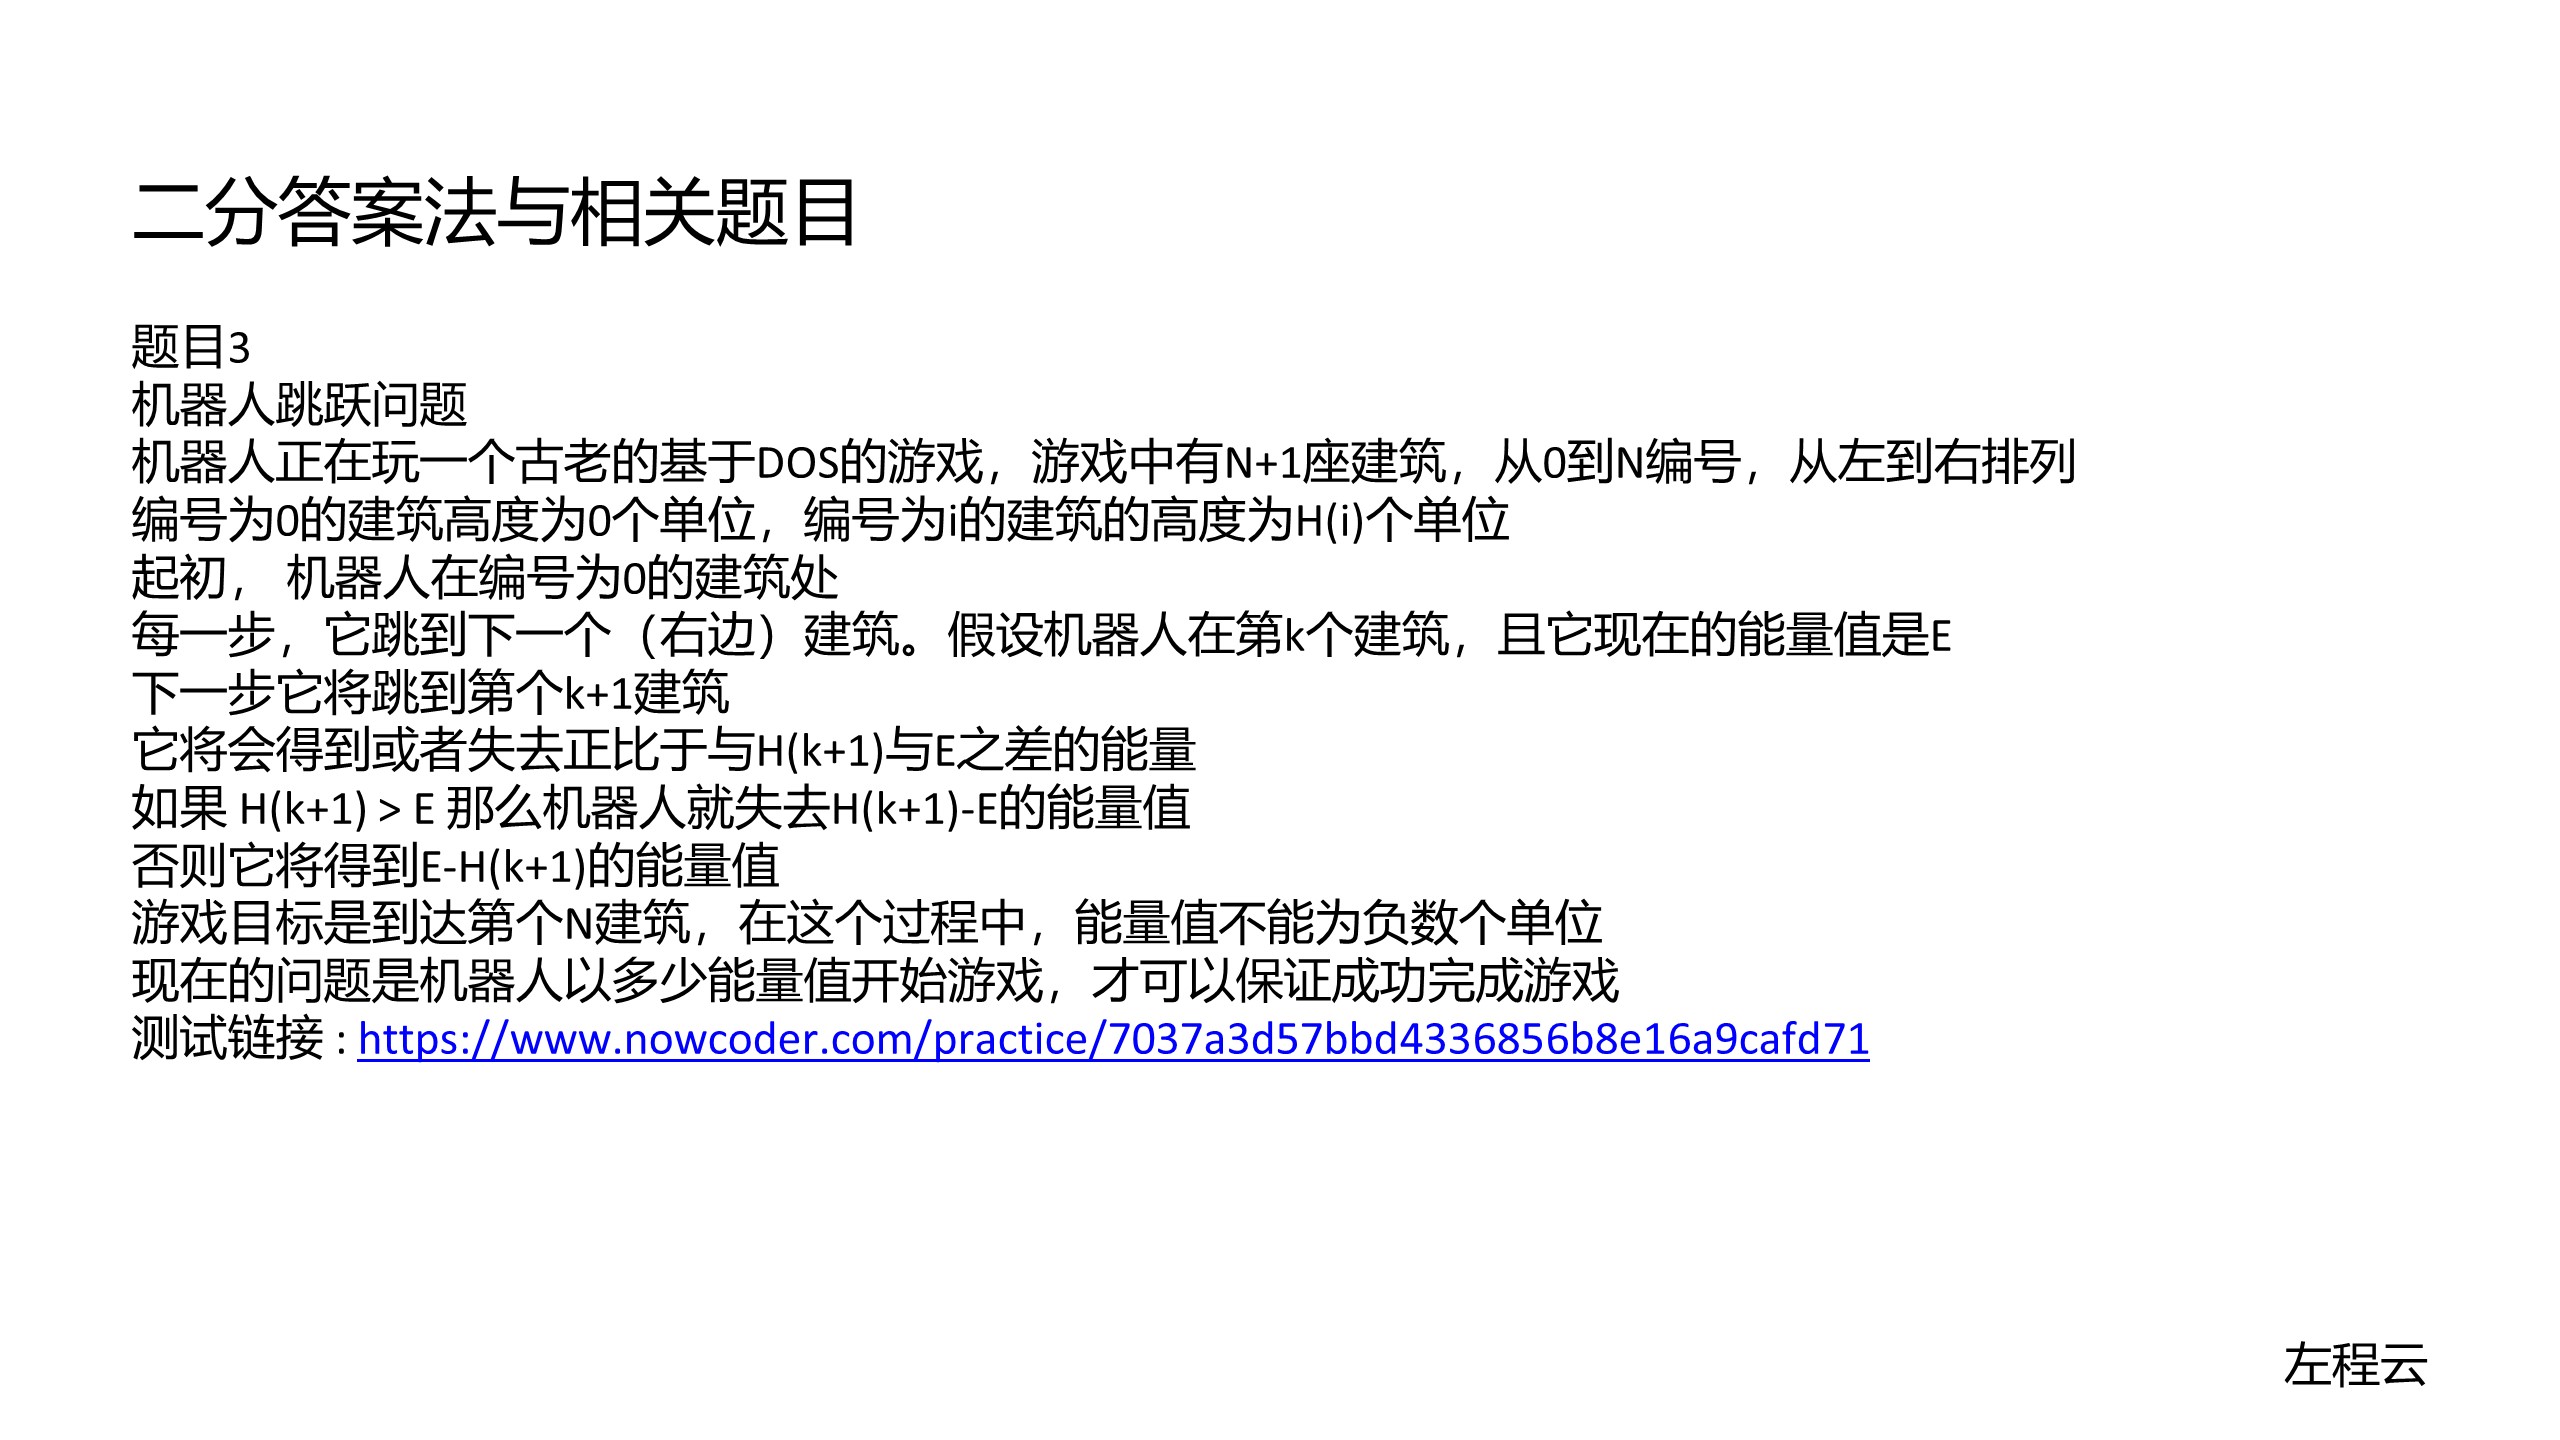 二分答案法与相关题目
题目3
机器人跳跃问题
机器人正在玩一个古老的基于DOS的游戏，游戏中有N+1座建筑，从0到N编号，从左到右排列
编号为0的建筑高度为0个单位，编号为i的建筑的高度为H(i)个单位
起初， 机器人在编号为0的建筑处
每一步，它跳到下一个（右边）建筑。假设机器人在第k个建筑，且它现在的能量值是E
下一步它将跳到第个k+1建筑
它将会得到或者失去正比于与H(k+1)与E之差的能量
如果 H(k+1) > E 那么机器人就失去H(k+1)-E的能量值
否则它将得到E-H(k+1)的能量值
游戏目标是到达第个N建筑，在这个过程中，能量值不能为负数个单位
现在的问题是机器人以多少能量值开始游戏，才可以保证成功完成游戏
测试链接 : https://www.nowcoder.com/practice/7037a3d57bbd4336856b8e16a9cafd71
左程云